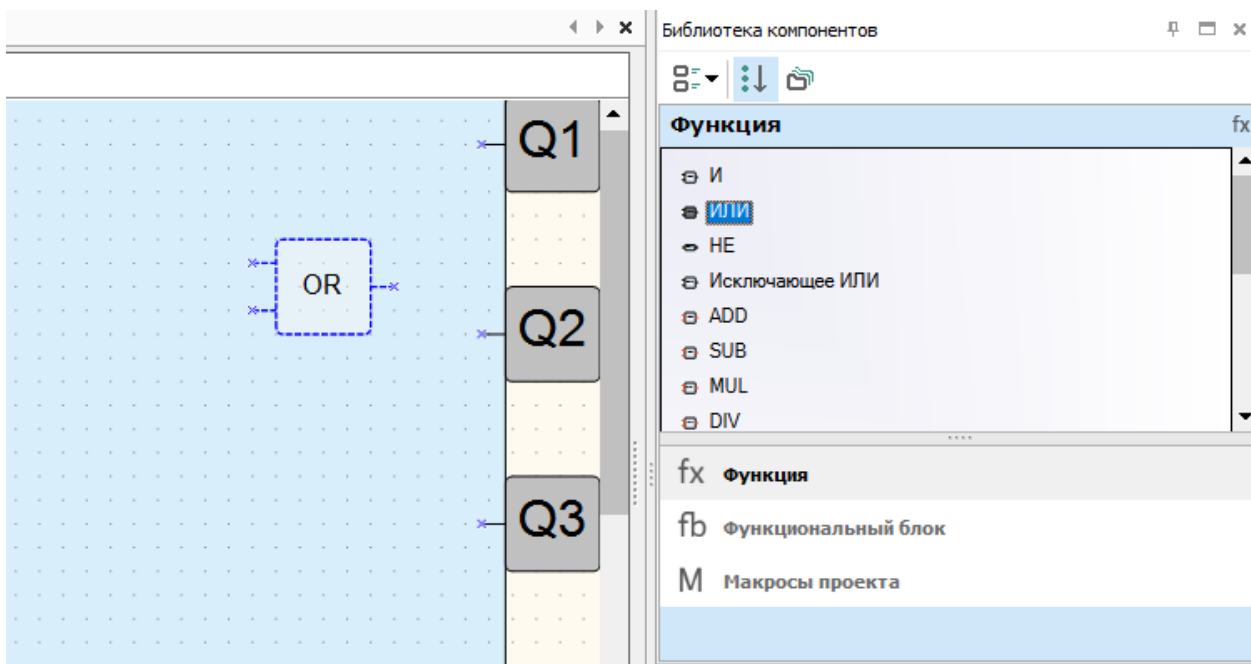 Библиотека компонентов
Функция fx
И
ИЛИ
НЕ
Исключающее ИЛИ
ADD
SUB
MUL
DIV
fx Функция
fb Функциональный блок
M Макросы проекта
Q1
OR
Q2
Q3